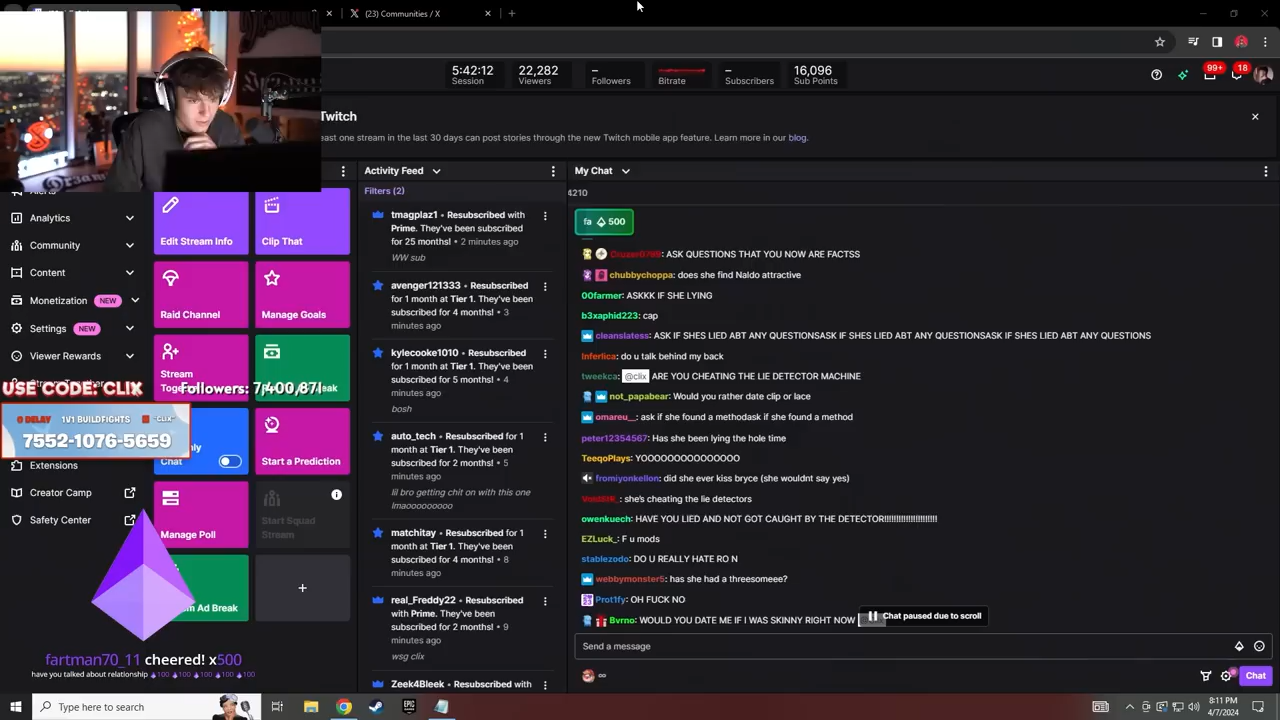 (23) Communities / X
5:42:12
Session
22,282
Viewers
–
Followers
Bitrate
–
Subscribers
16,096
Sub Points
99+
18
Twitch
east one stream in the last 30 days can post stories through the new Twitch mobile app feature. Learn more in our blog.
Alerts
Analytics
Community
Content
Monetization NEW
Settings NEW
Viewer Rewards
USE CODE: CLIX
Followers: 7,400,871
DELAY 1V1 BUILDFIGHTS "CLIX"
7552-1076-5659
Extensions
Creator Camp
Safety Center
Edit Stream Info
Clip That
Raid Channel
Manage Goals
Stream
Chat
Start a Prediction
Manage Poll
Start Squad
Stream
Ad Break
fartman70_11 cheered! x500
have you talked about relationship 100 100 100 100 100
Activity Feed
Filters (2)
tmagplaz1 • Resubscribed with
Prime. They've been subscribed
for 25 months! • 2 minutes ago
WW sub
avenger121333 • Resubscribed
for 1 month at Tier 1. They've been
subscribed for 4 months! • 3
minutes ago
kylecooke1010 • Resubscribed
for 1 month at Tier 1. They've been
subscribed for 5 months! • 4
minutes ago
bosh
auto_tech • Resubscribed for 1
month at Tier 1. They've been
subscribed for 2 months! • 5
minutes ago
lil bro getting chit on with this one
lmaooooooooo
matchitay • Resubscribed for 1
month at Tier 1. They've been
subscribed for 4 months! • 8
minutes ago
real_Freddy22 • Resubscribed
with Prime. They've been
subscribed for 2 months! • 9
minutes ago
wsg clix
Zeek4Bleek • Resubscribed with
My Chat
4210
fa 500
ASK QUESTIONS THAT YOU NOW ARE FACTSS
chubbychoppa: does she find Naldo attractive
00farmer: ASKKK IF SHE LYING
b3xaphid223: cap
cleanslatess: ASK IF SHES LIED ABT ANY QUESTIONSASK IF SHES LIED ABT ANY QUESTIONSASK IF SHES LIED ABT ANY QUESTIONS
Inferlica: do u talk behind my back
tweekca: @clix ARE YOU CHEATING THE LIE DETECTOR MACHINE
not_papabear: Would you rather date clip or lace
omareu__: ask if she found a methodask if she found a method
peter1234567: Has she been lying the hole time
TeeqoPlays: YOOOOOOOOOOOOO
fromiyonkellon: did she ever kiss bryce (she wouldnt say yes)
she's cheating the lie detectors
owenkuech: HAVE YOU LIED AND NOT GOT CAUGHT BY THE DETECTOR!!!!!!!!!!!!!!!!!!!!!!!!!!!
EZLuck_: F u mods
stablezodo: DO U REALLY HATE RO N
webbymonster5: has she had a threesomeee?
Prot1fy: OH FUCK NO
Bvrno: WOULD YOU DATE ME IF I WAS SKINNY RIGHT NOW
Chat paused due to scroll
Send a message
∞
Chat
Type here to search
8:11 PM
4/7/2024